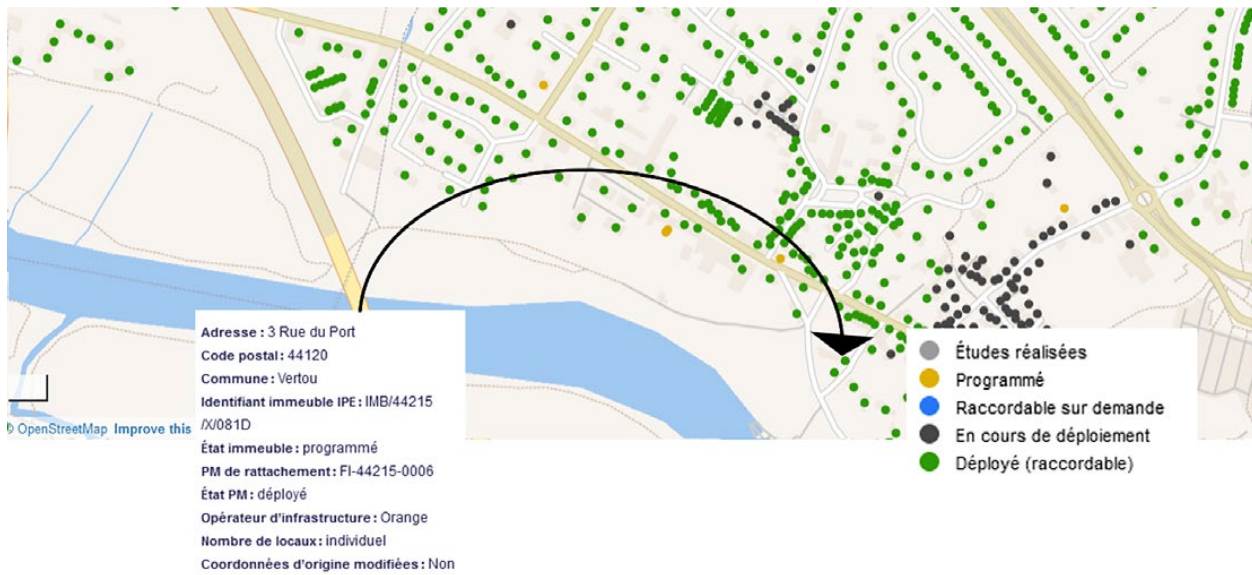 Adresse : 3 Rue du Port
Code postal : 44120
Commune : Vertou
Identifiant immeuble IPE : IMB/44215
/X/081D
État immeuble : programmé
PM de rattachement : FI-44215-0006
État PM : déployé
Opérateur d'infrastructure : Orange
Nombre de locaux : individuel
Coordonnées d'origine modifiées : Non
Études réalisées
Programmé
Raccordable sur demande
En cours de déploiement
Déployé (raccordable)
© OpenStreetMap Improve this